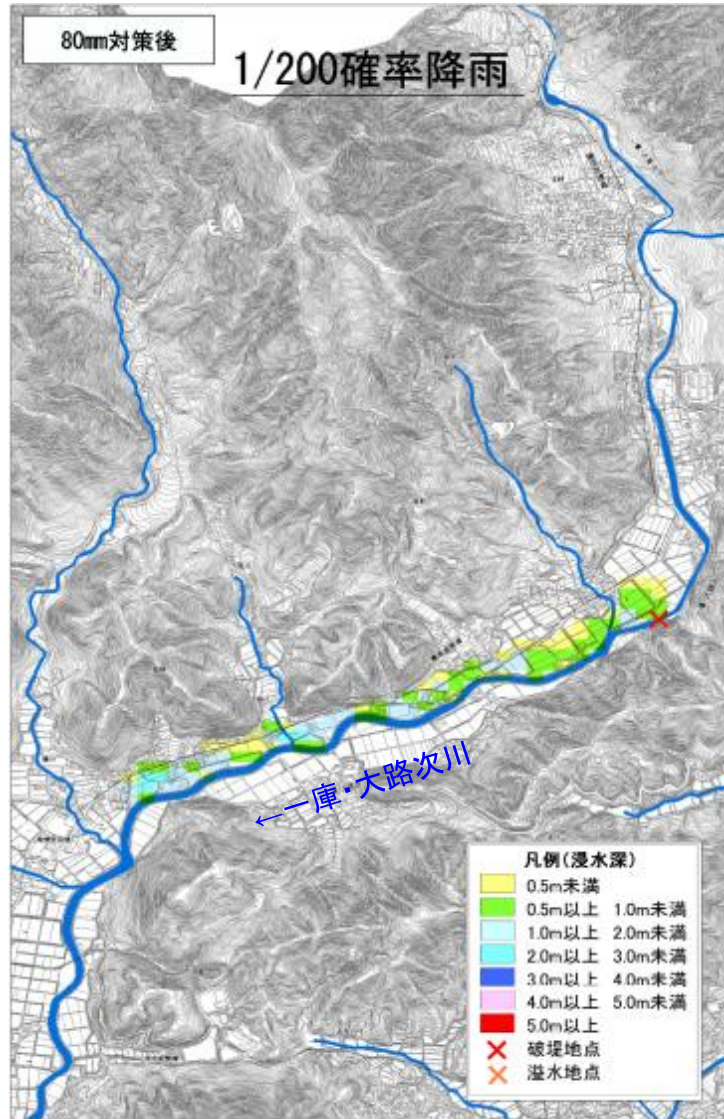 80mm対策後
1/200確率降雨
←一庫・大路次川
凡例(浸水深)
0.5m未満
0.5m以上 1.0m未満
1.0m以上 2.0m未満
2.0m以上 3.0m未満
3.0m以上 4.0m未満
4.0m以上 5.0m未満
5.0m以上
破堤地点
溢水地点